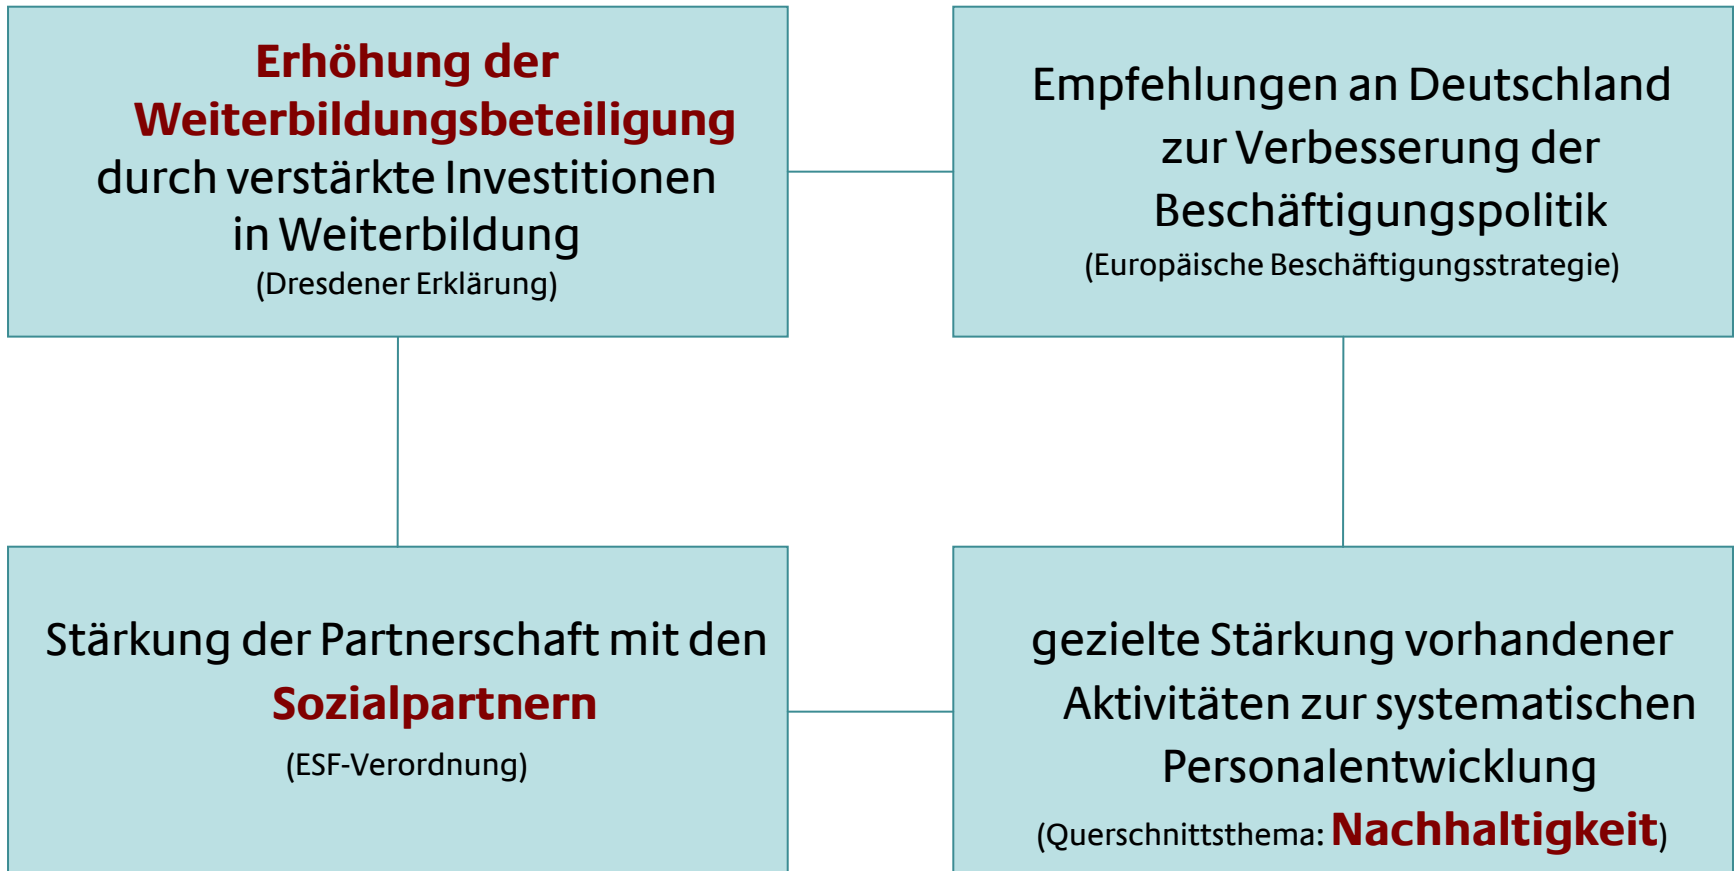 Erhöhung der
Weiterbildungsbeteiligung
durch verstärkte Investitionen
in Weiterbildung
(Dresdener Erklärung)
Empfehlungen an Deutschland
zur Verbesserung der
Beschäftigungspolitik
(Europäische Beschäftigungsstrategie)
Stärkung der Partnerschaft mit den
Sozialpartnern
(ESF-Verordnung)
gezielte Stärkung vorhandener
Aktivitäten zur systematischen
Personalentwicklung
(Querschnittsthema: Nachhaltigkeit)